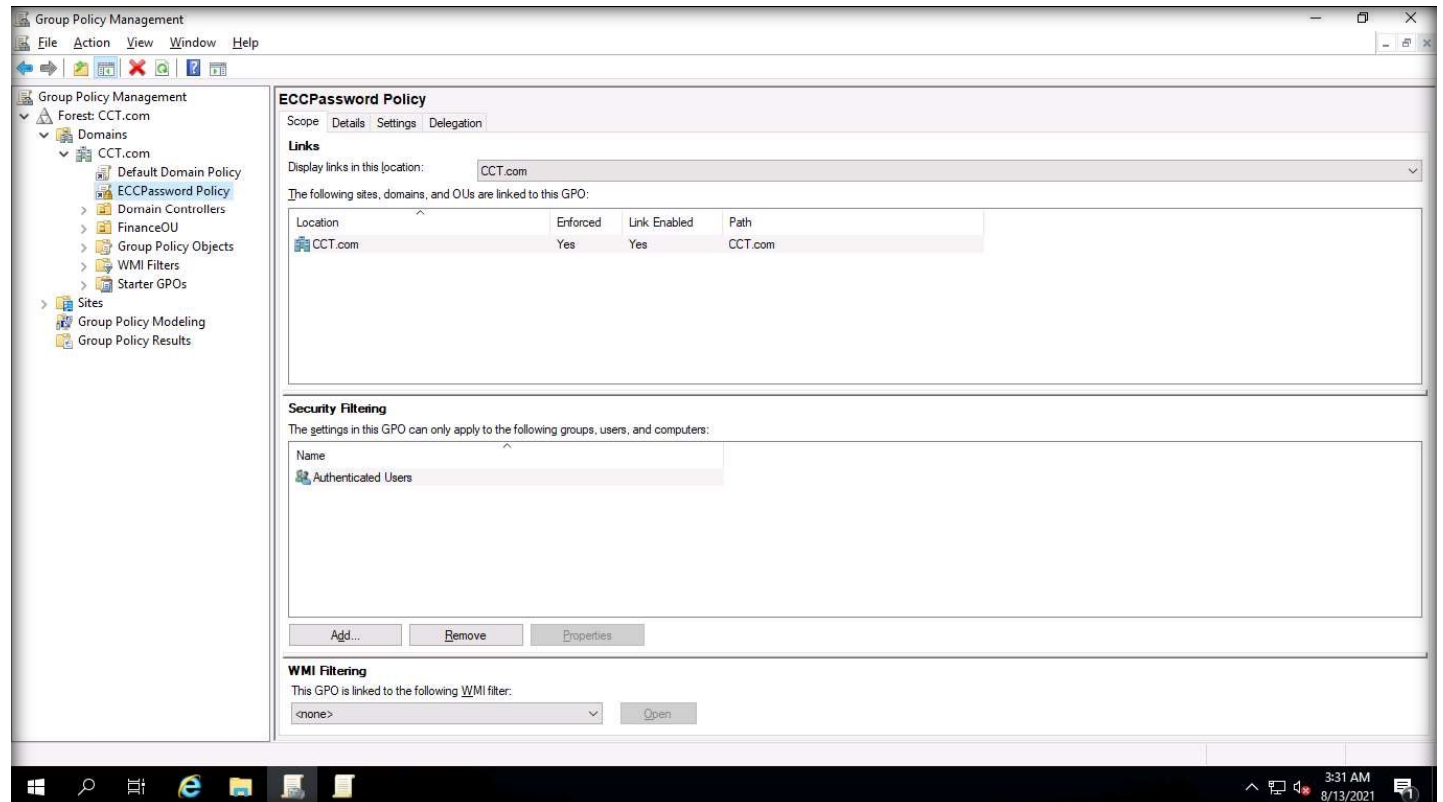 Group Policy Management
File Action View Window Help
Group Policy Management
Forest: CCT.com
Domains
CCT.com
Default Domain Policy
ECCPassword Policy
Domain Controllers
FinanceOU
Group Policy Objects
WMI Filters
Starter GPOs
Sites
Group Policy Modeling
Group Policy Results
ECCPassword Policy
Scope Details Settings Delegation
Links
Display links in this location: CCT.com
The following sites, domains, and OUs are linked to this GPO:
Location Enforced Link Enabled Path
CCT.com Yes Yes CCT.com
Security Filtering
The settings in this GPO can only apply to the following groups, users, and computers:
Name
Authenticated Users
Add... Remove Properties
WMI Filtering
This GPO is linked to the following WMI filter:
<none> Open
3:31 AM
8/13/2021